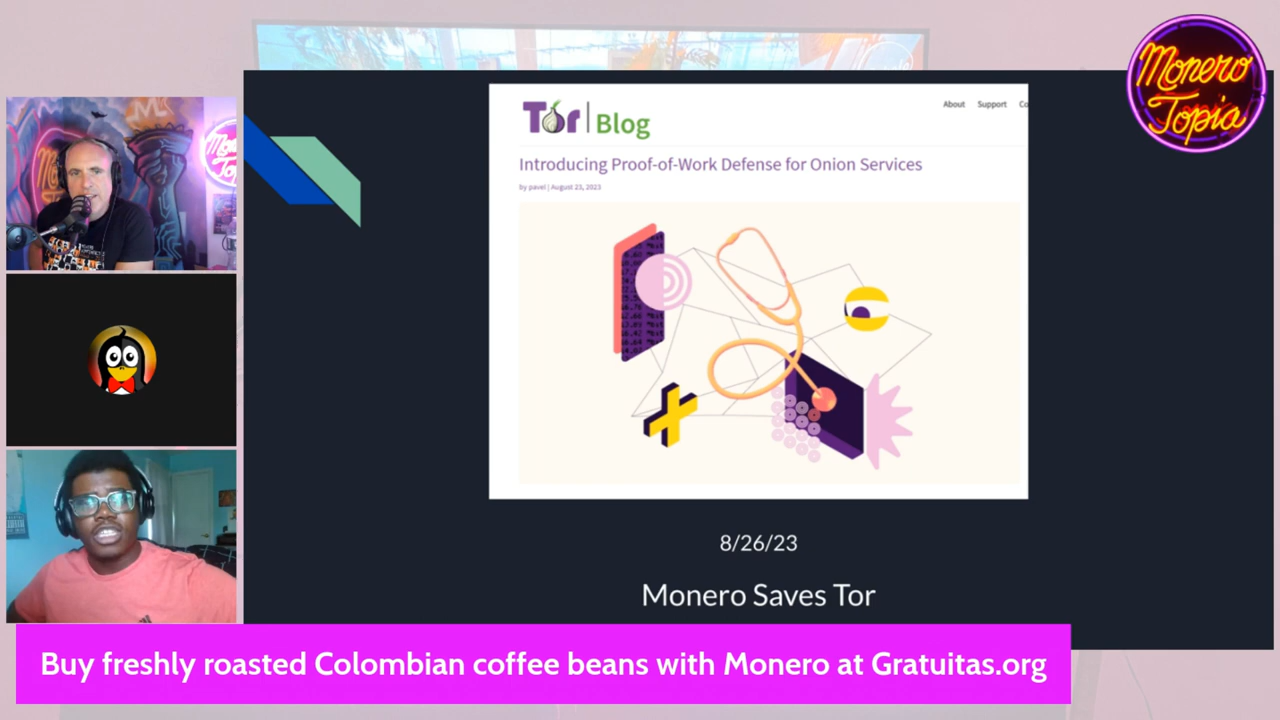 Monero
Topia
Tor | Blog
About Support Co
Introducing Proof-of-Work Defense for Onion Services
by pavel | August 23, 2023
8/26/23
Monero Saves Tor
Buy freshly roasted Colombian coffee beans with Monero at Gratuitas.org